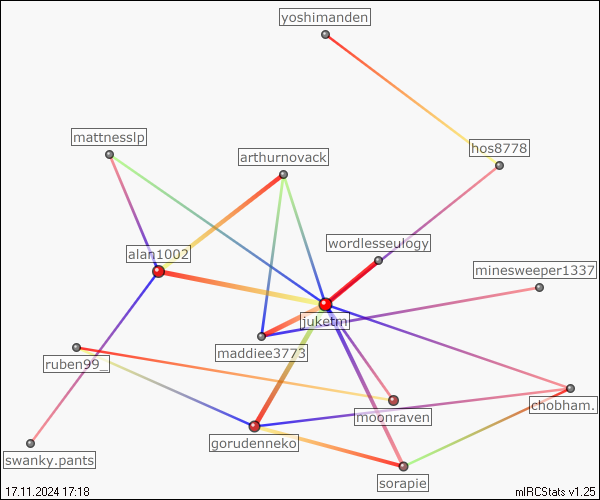 yoshimanden
mattnesslp
hos8778
arthurnovack
wordlesseulogy
alan1002
minesweeper1337
juketm
maddiee3773
ruben99_
chobham.
moonraven
gorudenneko
swanky.pants
sorapie
17.11.2024 17:18
mIRCStats v1.25